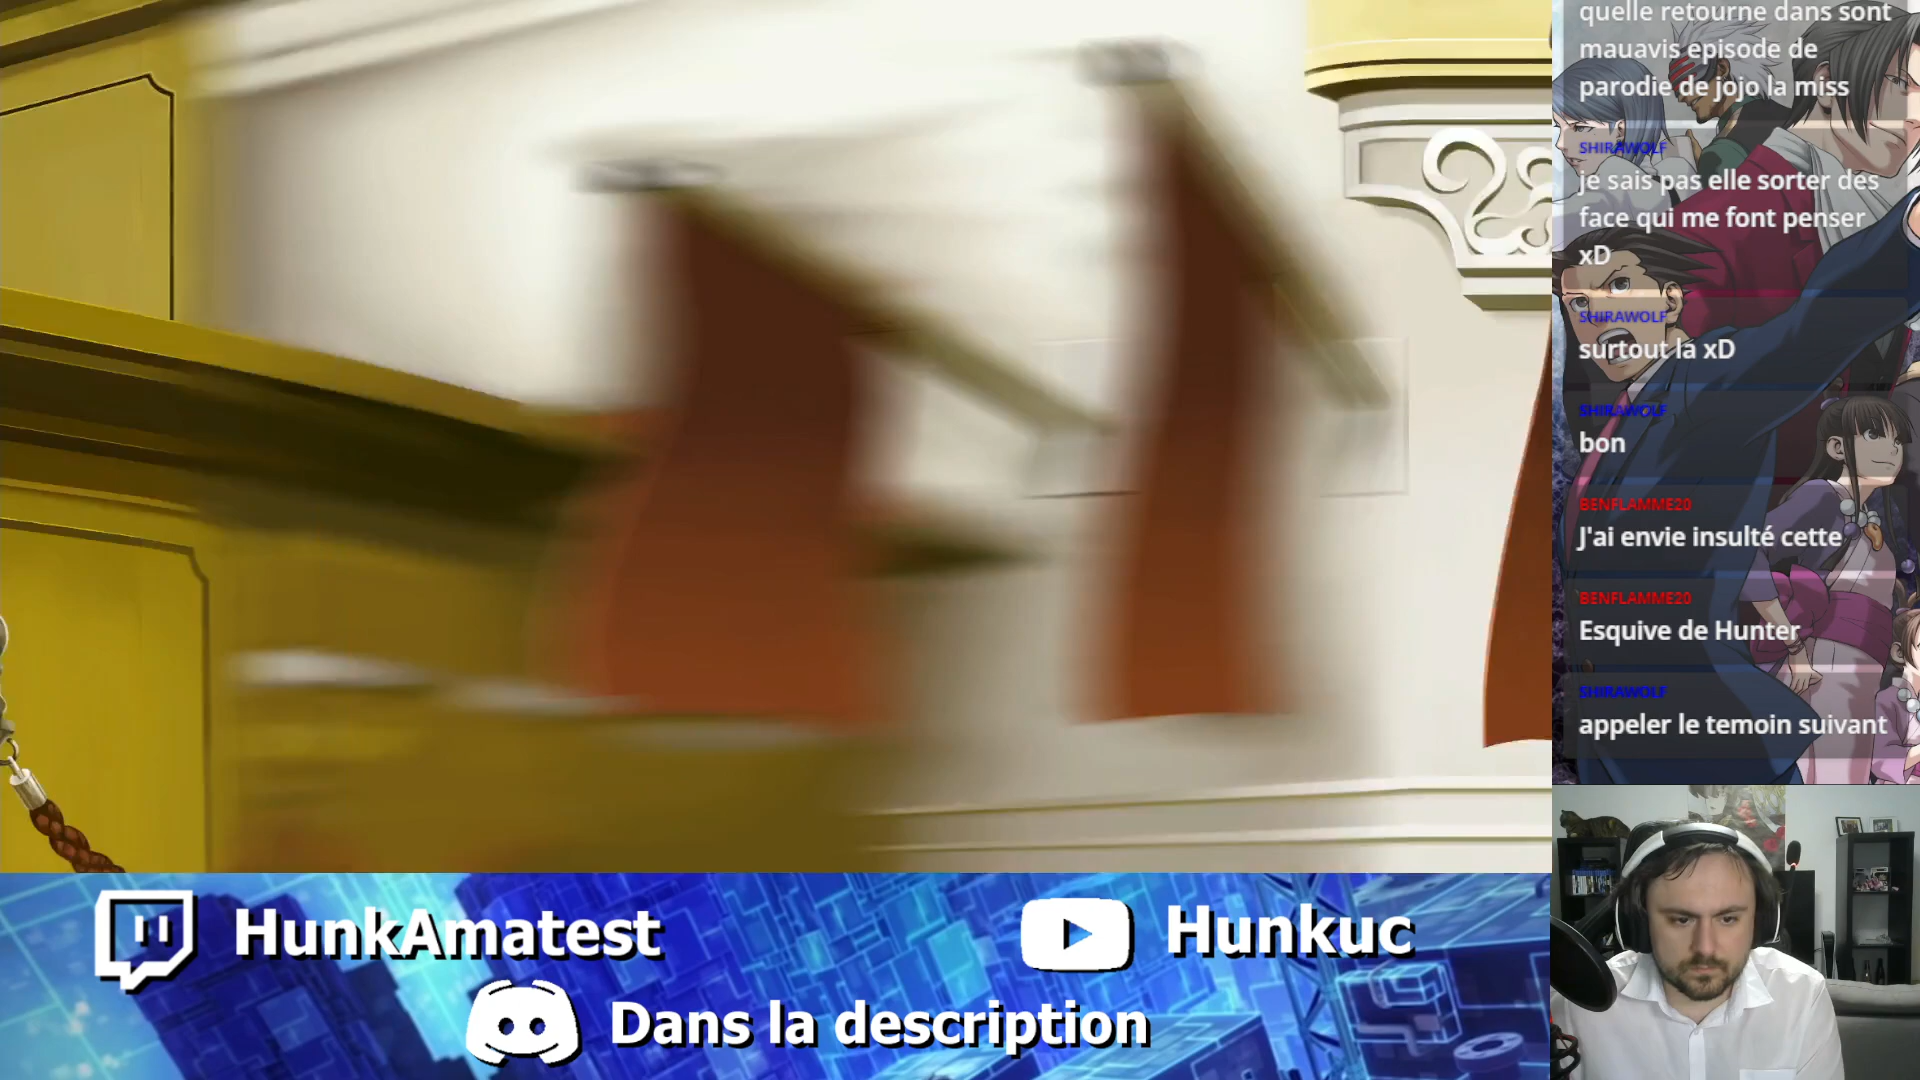 quelle retourne dans sont
mauavis episode de
parodie de jojo la miss
SHIRAWOLF
je sais pas elle sorter des
face qui me font penser
xD
SHIRAWOLF
surtout la xD
SHIRAWOLF
bon
BENFLAMME20
J'ai envie insulté cette
BENFLAMME20
Esquive de Hunter
SHIRAWOLF
appeler le temoin suivant
HunkAmatest
Hunkuc
Dans la description